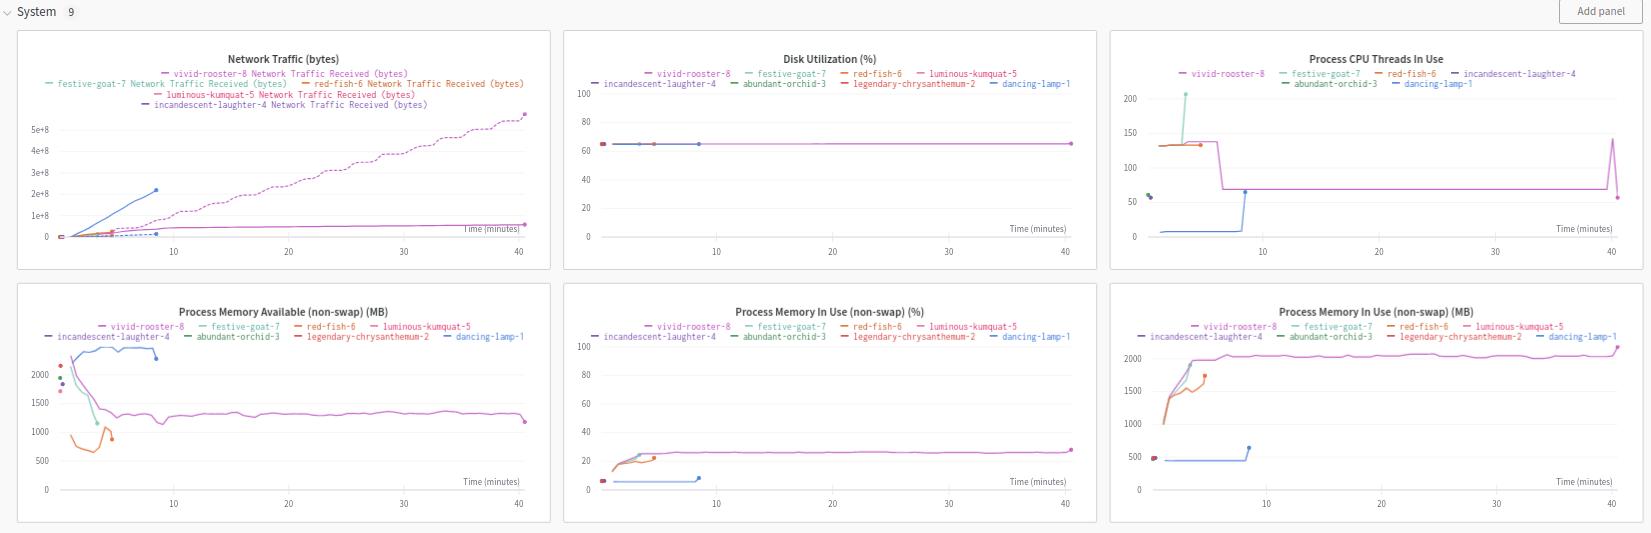 System 9
Add panel
Network Traffic (bytes)
vivid-rooster-8 Network Traffic Received (bytes)
festive-goat-7 Network Traffic Received (bytes) red-fish-6 Network Traffic Received (bytes)
luminous-kumquat-5 Network Traffic Received (bytes)
incandescent-laughter-4 Network Traffic Received (bytes)
5e+8
4e+8
3e+8
2e+8
1e+8
0
Time (minutes)
10 20 30 40
Disk Utilization (%)
vivid-rooster-8 festive-goat-7 red-fish-6 luminous-kumquat-5
incandescent-laughter-4 abundant-orchid-3 legendary-chrysanthemum-2 dancing-lamp-1
100
80
60
40
20
0
Time (minutes)
10 20 30 40
Process CPU Threads In Use
vivid-rooster-8 festive-goat-7 red-fish-6 incandescent-laughter-4
abundant-orchid-3 dancing-lamp-1
200
150
100
50
0
Time (minutes)
10 20 30 40
Process Memory Available (non-swap) (MB)
vivid-rooster-8 festive-goat-7 red-fish-6 luminous-kumquat-5
incandescent-laughter-4 abundant-orchid-3 legendary-chrysanthemum-2 dancing-lamp-1
2000
1500
1000
500
0
Time (minutes)
10 20 30 40
Process Memory In Use (non-swap) (%)
vivid-rooster-8 festive-goat-7 red-fish-6 luminous-kumquat-5
incandescent-laughter-4 abundant-orchid-3 legendary-chrysanthemum-2 dancing-lamp-1
100
80
60
40
20
0
Time (minutes)
10 20 30 40
Process Memory In Use (non-swap) (MB)
vivid-rooster-8 festive-goat-7 red-fish-6 luminous-kumquat-5
incandescent-laughter-4 abundant-orchid-3 legendary-chrysanthemum-2 dancing-lamp-1
2000
1500
1000
500
0
Time (minutes)
10 20 30 40